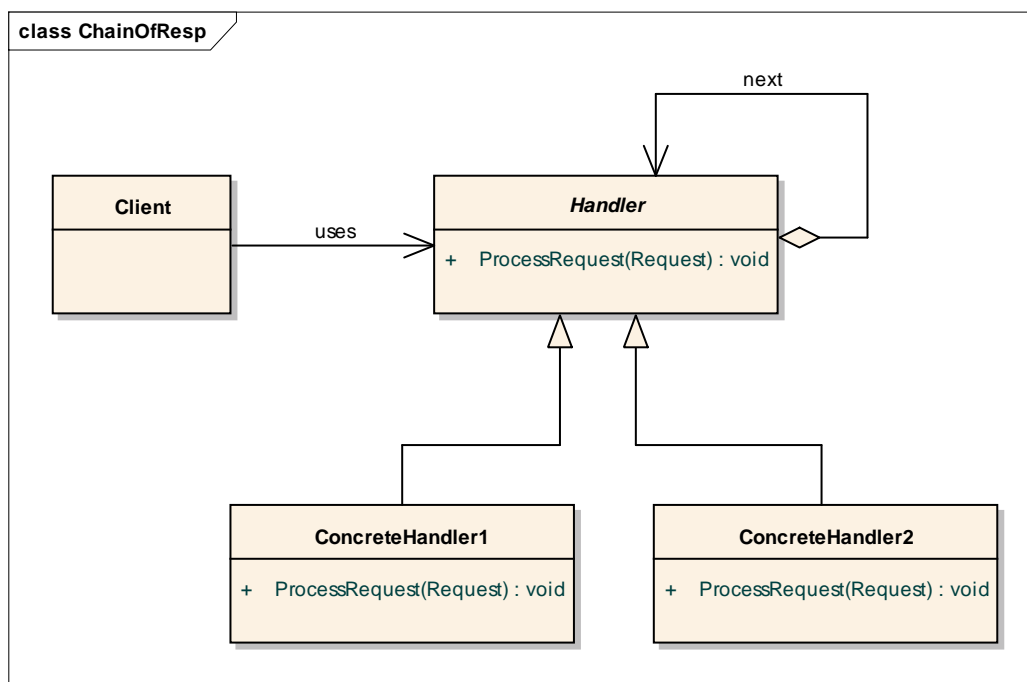 class ChainOfResp
next
Client
Handler
uses
+ ProcessRequest(Request) : void
ConcreteHandler1
ConcreteHandler2
+ ProcessRequest(Request) : void
+ ProcessRequest(Request) : void